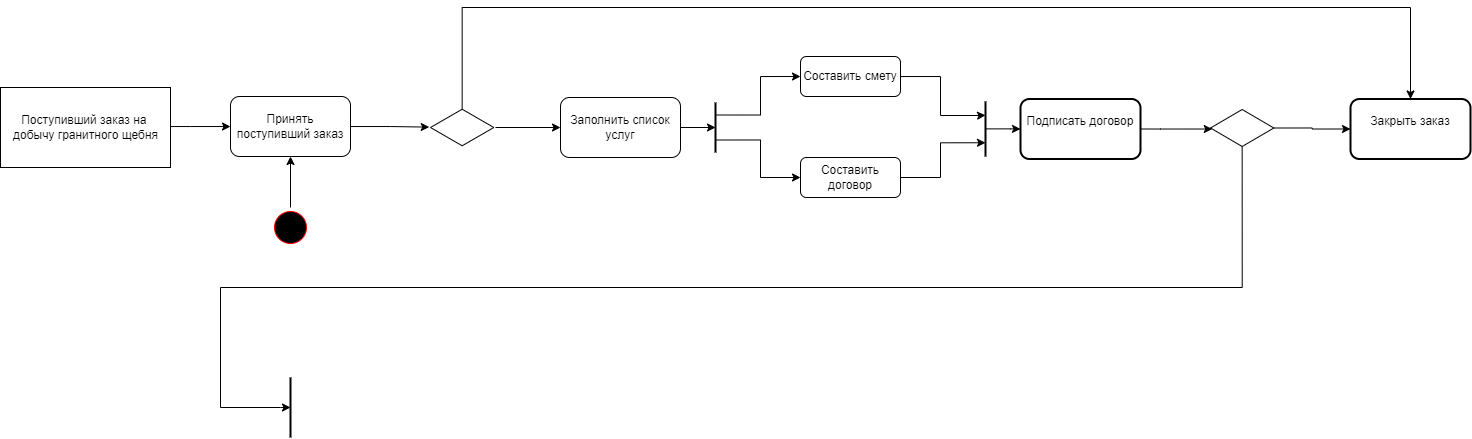 Поступивший заказ на
добычу гранитного щебня
Принять
поступивший заказ
Заполнить список
услуг
Составить смету
Составить
договор
Подписать договор
Закрыть заказ